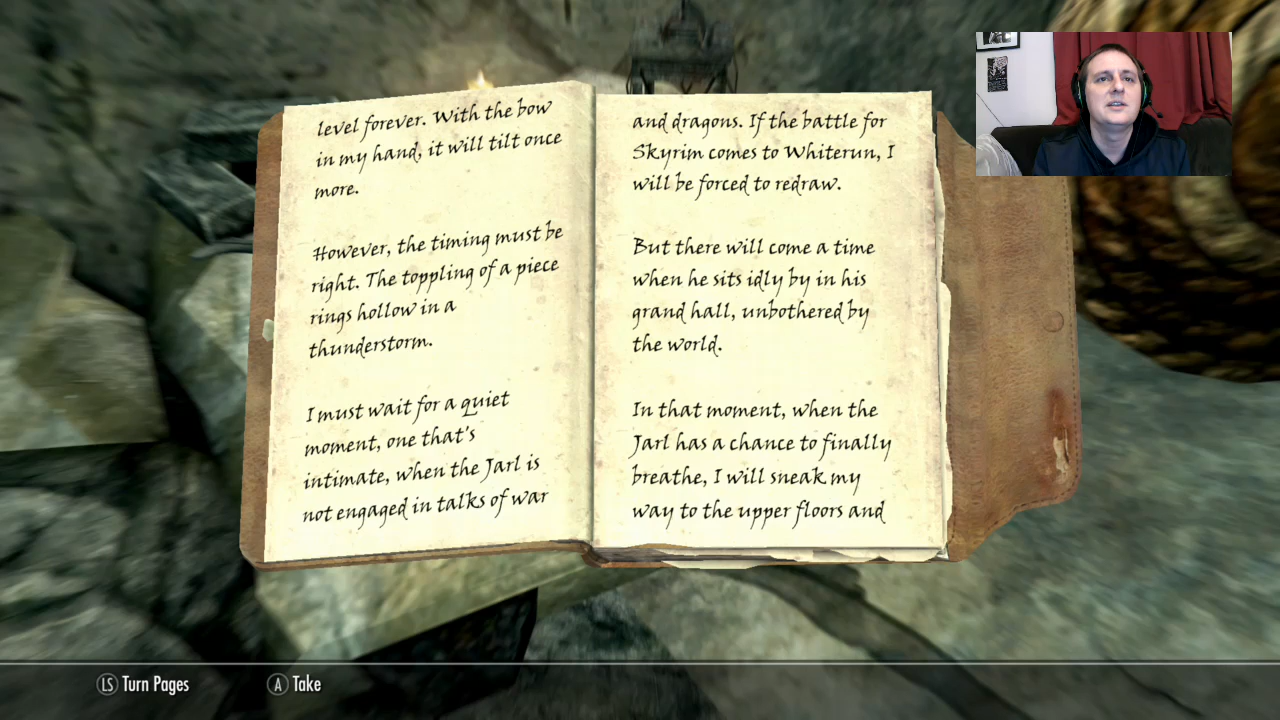 level forever. With the bow
in my hand, it will tilt once
more.
However, the timing must be
right. The toppling of a piece
rings hollow in a
thunderstorm.
I must wait for a quiet
moment, one that's
intimate, when the Jarl is
not engaged in talks of war
and dragons. If the battle for
Skyrim comes to Whiterun, I
will be forced to redraw.
But there will come a time
when he sits idly by in his
grand hall, unbothered by
the world.
In that moment, when the
Jarl has a chance to finally
breathe, I will sneak my
way to the upper floors and
LS Turn Pages
A Take